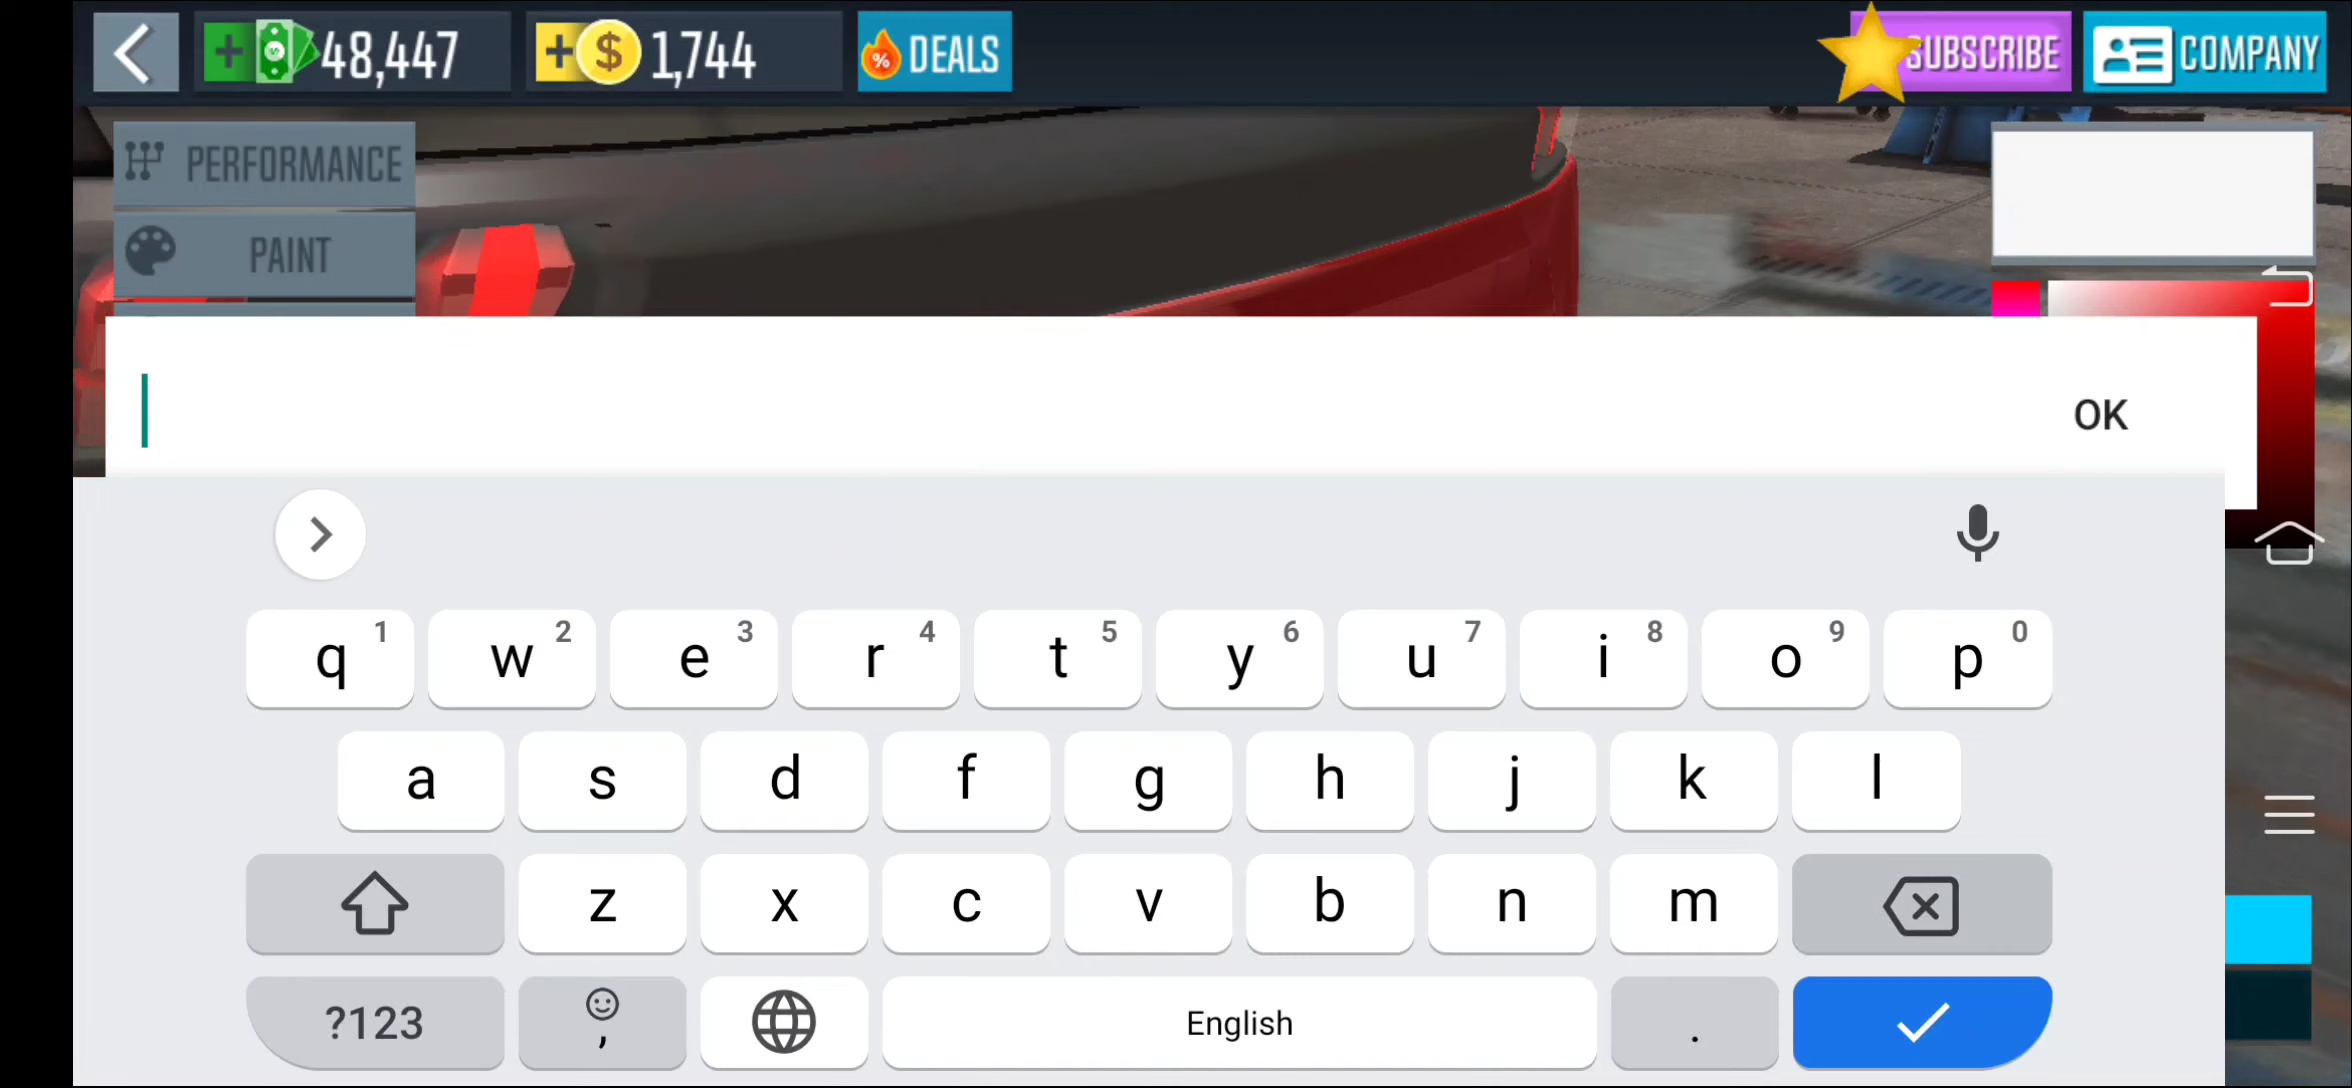 48,447
1,744
DEALS
SUBSCRIBE
COMPANY
PERFORMANCE
PAINT
OK
q 1 w 2 e 3 r 4 t 5 y 6 u 7 i 8 o 9 p 0
a s d f g h j k l
z x c v b n m
?123 , English .